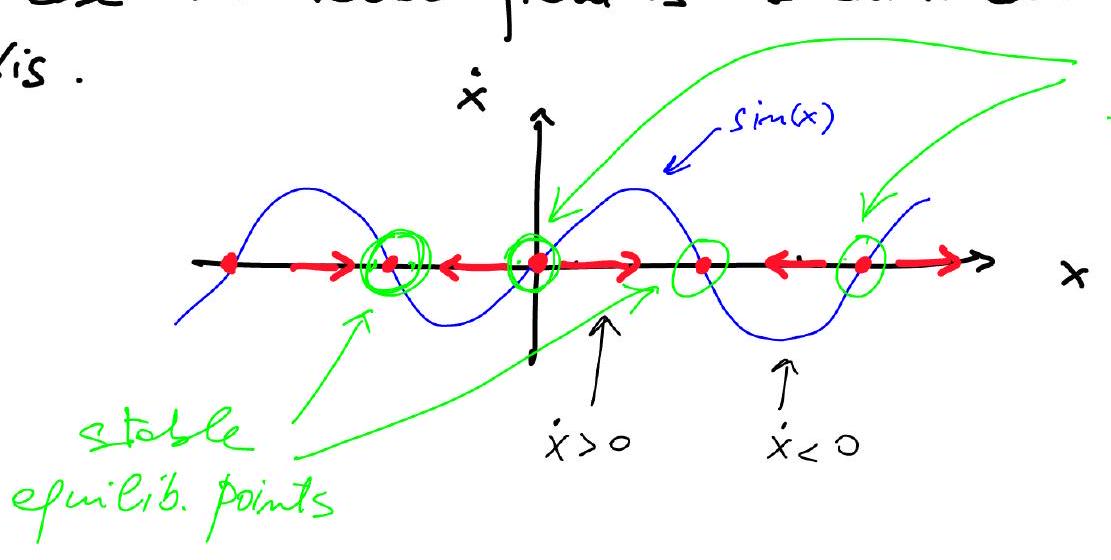 is.
ẋ
sin(x)
x
ẋ > 0
ẋ < 0
stable
equilib. points